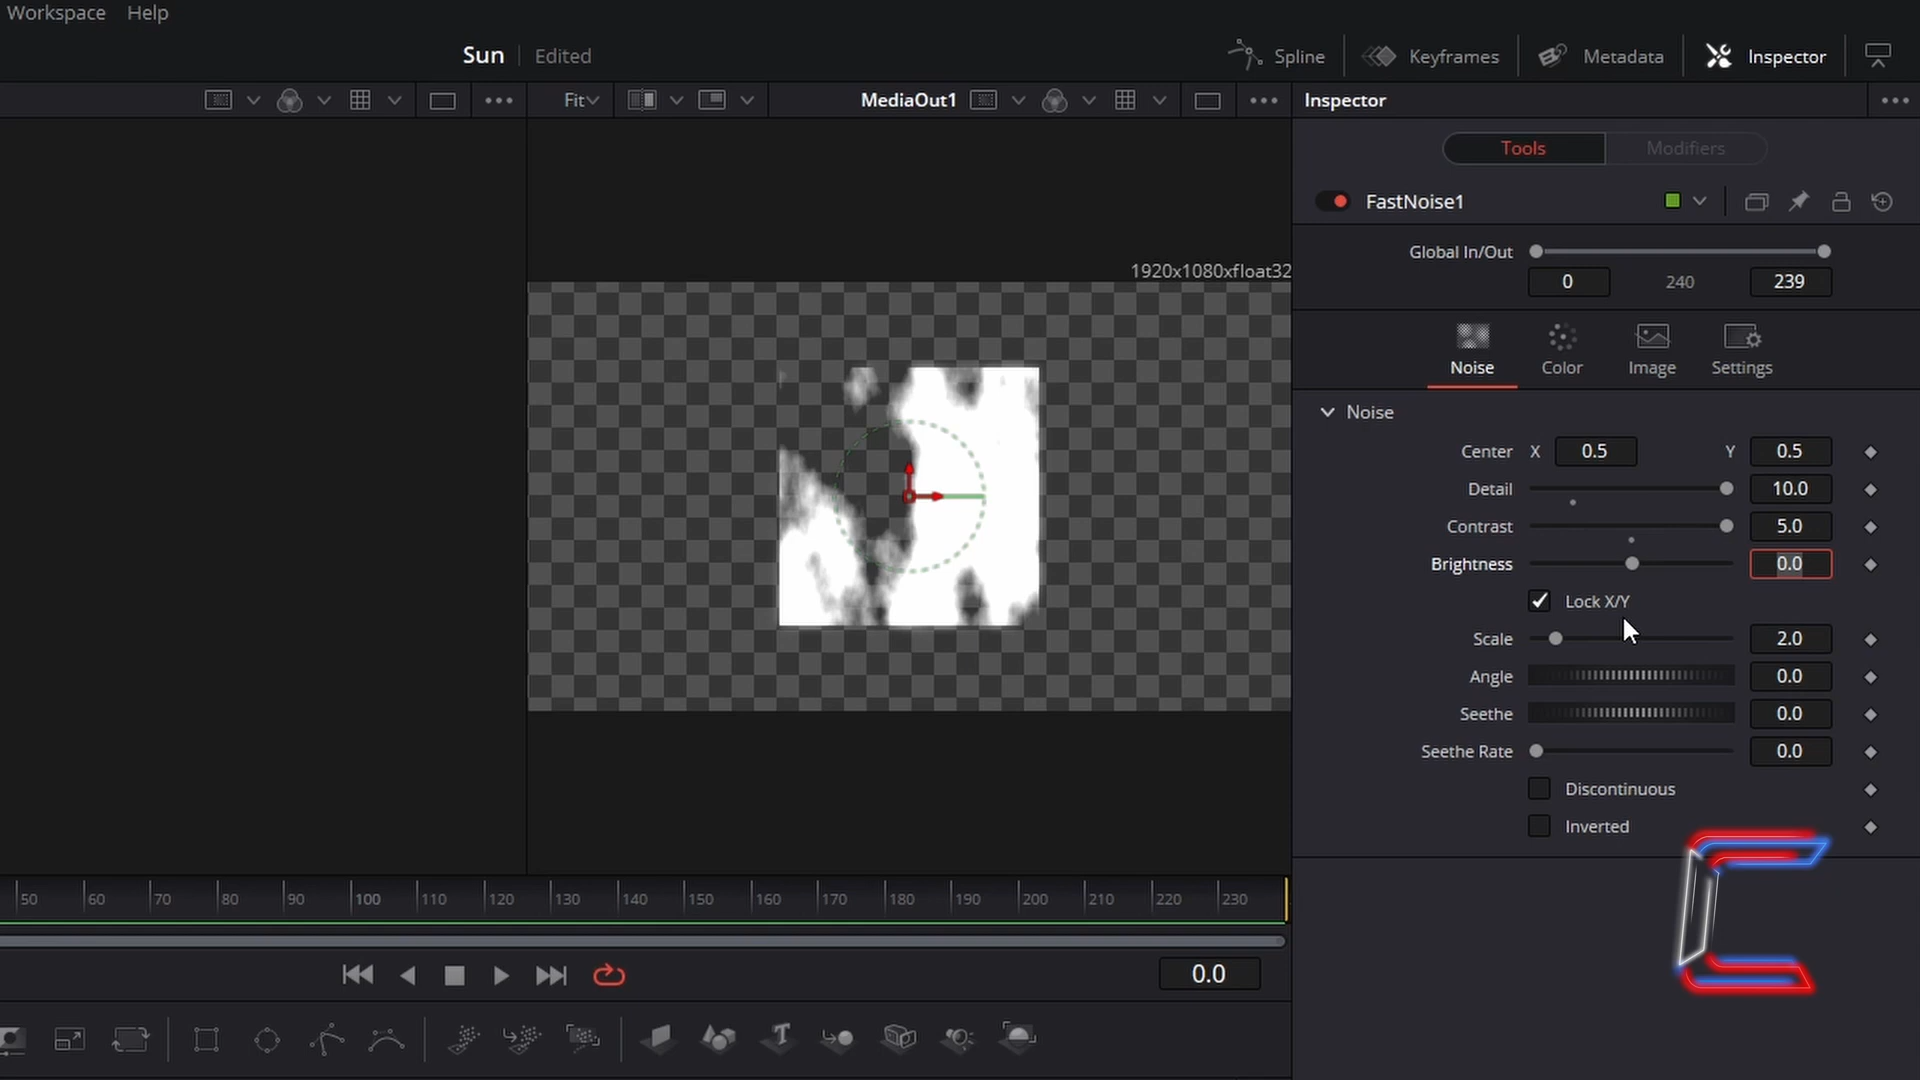 Workspace Help
Sun Edited
Spline Keyframes Metadata Inspector
Fit MediaOut1 Inspector
Tools Modifiers
FastNoise1
Global In/Out
1920x1080xfloat32
0 240 239
Noise Color Image Settings
Noise
Center X 0.5 Y 0.5
Detail 10.0
Contrast 5.0
Brightness 0.0
Lock X/Y
Scale 2.0
Angle 0.0
Seethe 0.0
Seethe Rate 0.0
Discontinuous
Inverted
50 60 70 80 90 100 110 120 130 140 150 160 170 180 190 200 210 220 230
0.0